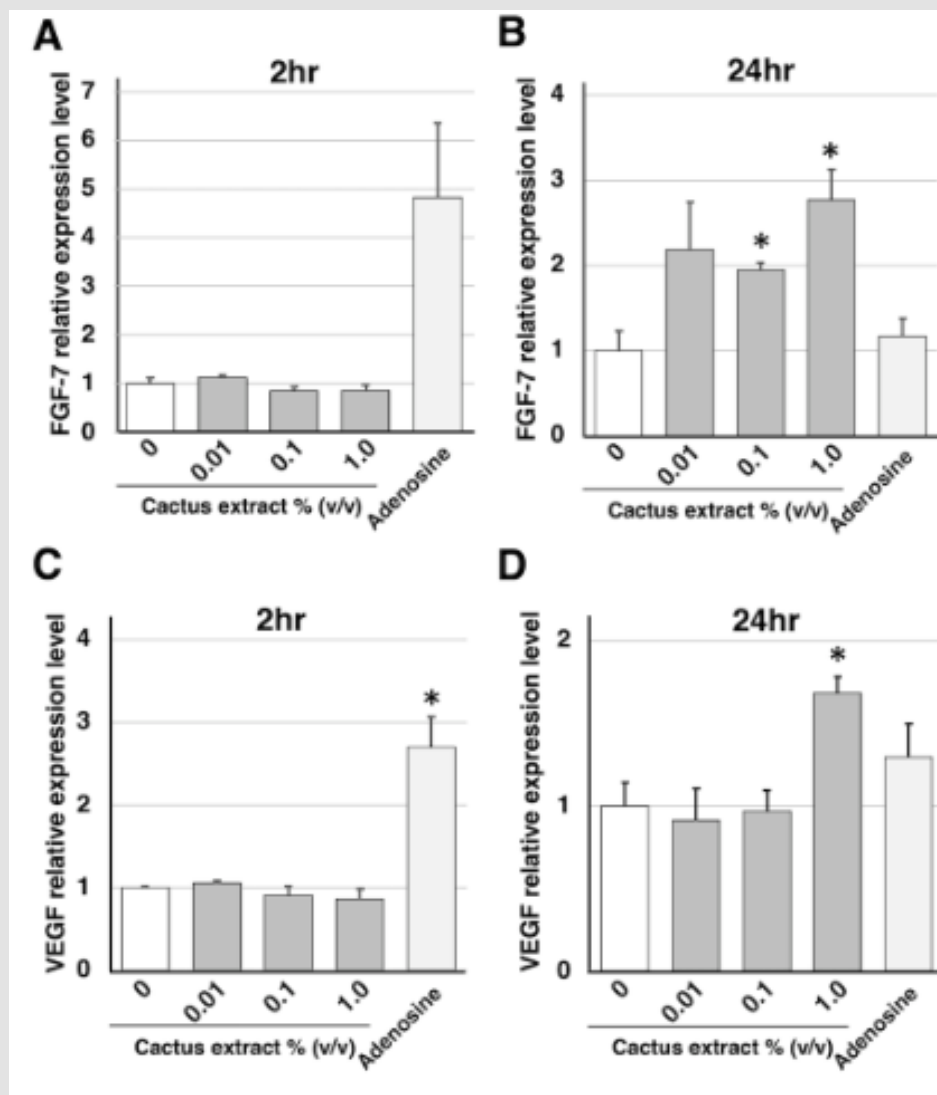 A
2hr
FGF-7 relative expression level
7
6
5
4
3
2
1
0
0
0.01
0.1
1.0
Adenosine
Cactus extract % (v/v)
B
24hr
FGF-7 relative expression level
4
3
2
1
0
*
*
0
0.01
0.1
1.0
Adenosine
Cactus extract % (v/v)
C
2hr
VEGF relative expression level
4
3
2
1
0
*
0
0.01
0.1
1.0
Adenosine
Cactus extract % (v/v)
D
24hr
VEGF relative expression level
2
1
0
*
0
0.01
0.1
1.0
Adenosine
Cactus extract % (v/v)